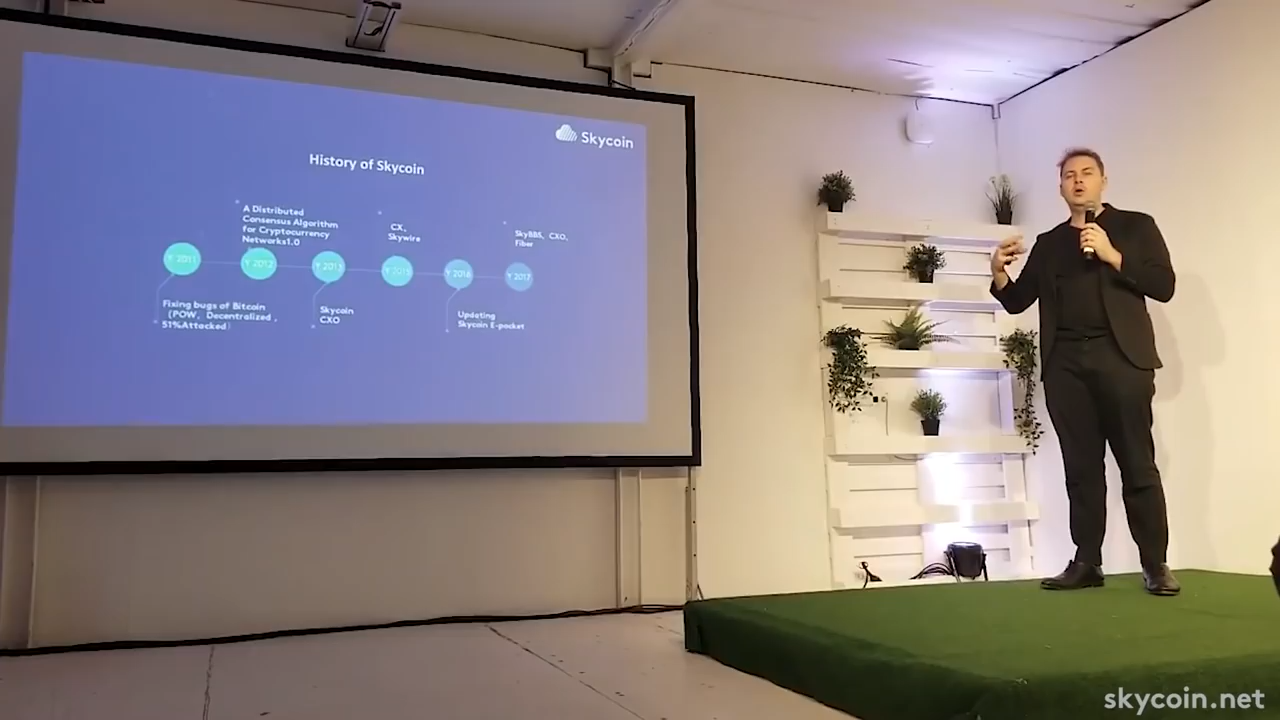 Skycoin
History of Skycoin
A Distributed
Consensus Algorithm
for Cryptocurrency
Networks1.0
CX、
Skywire
SkyBBS、CXO、
Fiber
Y 2011
Y 2012
Y 2013
Y 2015
Y 2016
Y 2017
Fixing bugs of Bitcoin
（POW、Decentralized ,
51%Attacked）
Skycoin
CXO
Updating
Skycoin E-pocket
skycoin.net